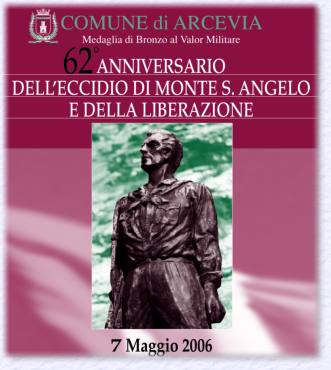 COMUNE di ARCEVIA
Medaglia di Bronzo al Valor Militare
62° ANNIVERSARIO
DELL'ECCIDIO DI MONTE S. ANGELO
E DELLA LIBERAZIONE
7 Maggio 2006